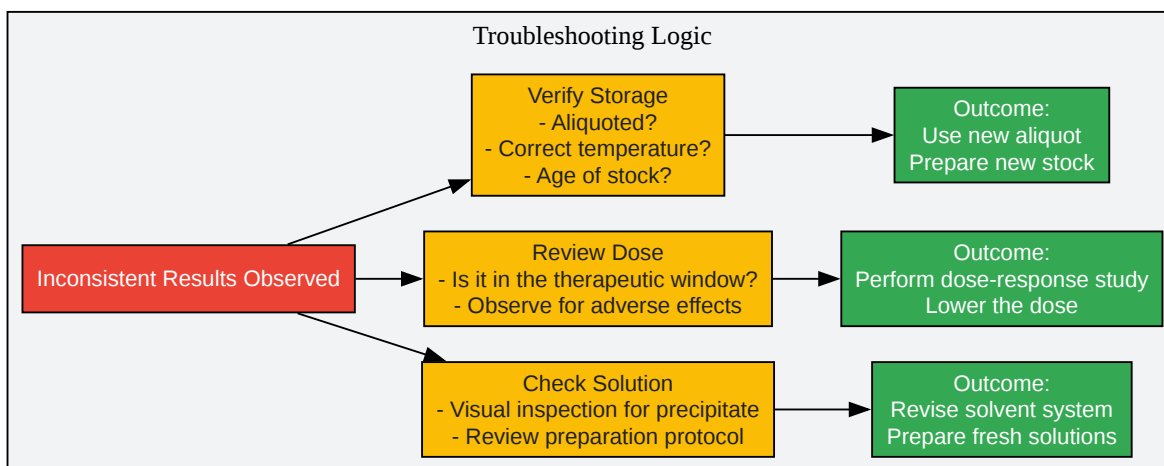 Troubleshooting Logic
Inconsistent Results Observed
Verify Storage
- Aliquoted?
- Correct temperature?
- Age of stock?
Outcome:
Use new aliquot
Prepare new stock
Review Dose
- Is it in the therapeutic window?
- Observe for adverse effects
Outcome:
Perform dose-response study
Lower the dose
Check Solution
- Visual inspection for precipitate
- Review preparation protocol
Outcome:
Revise solvent system
Prepare fresh solutions